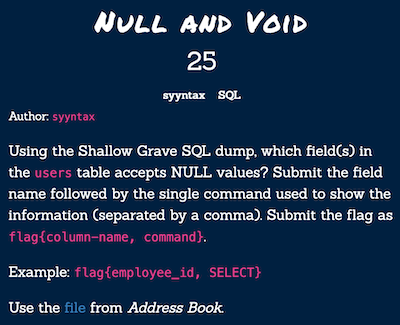 Null and Void
25
syyntax SQL
Author: syyntax
Using the Shallow Grave SQL dump, which field(s) in
the users table accepts NULL values? Submit the field
name followed by the single command used to show the
information (separated by a comma). Submit the flag as
flag{column-name, command}.
Example: flag{employee_id, SELECT}
Use the file from Address Book.